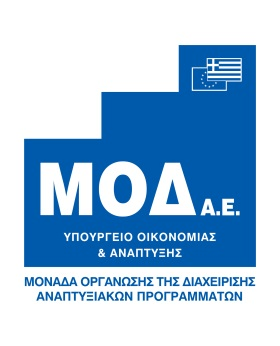 ΜΟΔ Α.Ε.
ΥΠΟΥΡΓΕΙΟ ΟΙΚΟΝΟΜΙΑΣ
& ΑΝΑΠΤΥΞΗΣ
ΜΟΝΑΔΑ ΟΡΓΑΝΩΣΗΣ ΤΗΣ ΔΙΑΧΕΙΡΙΣΗΣ
ΑΝΑΠΤΥΞΙΑΚΩΝ ΠΡΟΓΡΑΜΜΑΤΩΝ